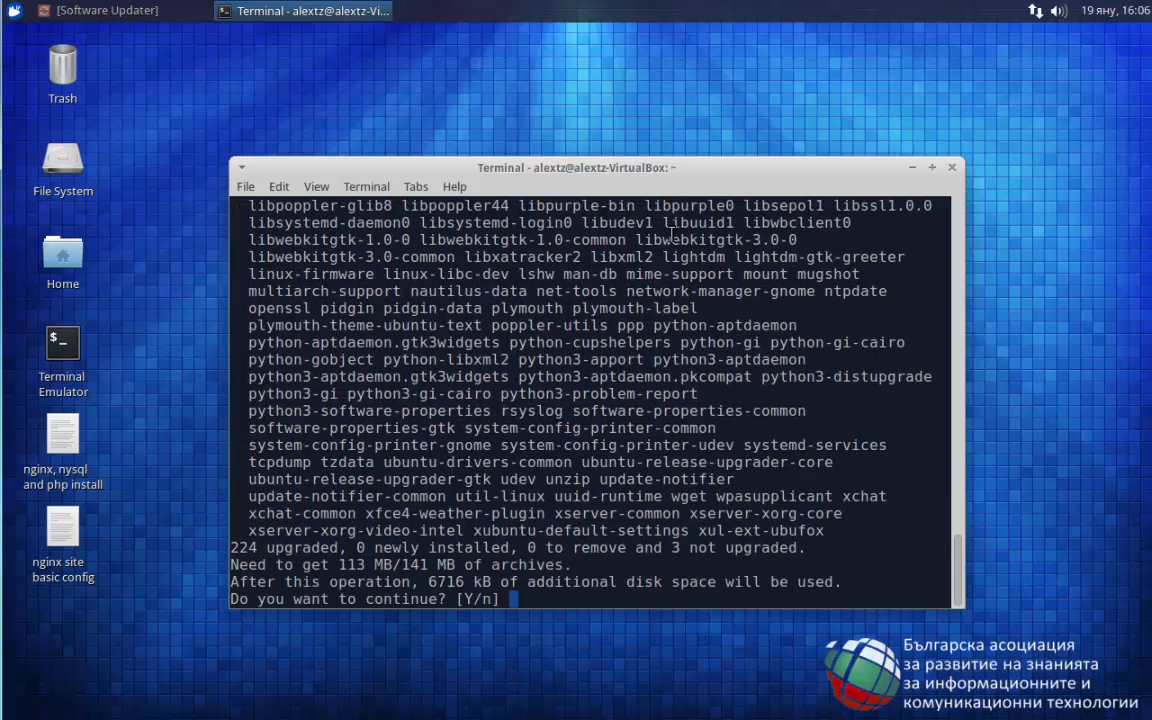 [Software Updater]
Terminal - alextz@alextz-Vi...
19 яну, 16:06
Trash
File System
Home
Terminal
Emulator
nginx, nysql
and php install
nginx site
basic config
Terminal - alextz@alextz-VirtualBox: ~
File Edit View Terminal Tabs Help
libpoppler-glib8 libpoppler44 libpurple-bin libpurple0 libsepol1 libssl1.0.0
libsystemd-daemon0 libsystemd-login0 libudev1 libuuid1 libwbclient0
libwebkitgtk-1.0-0 libwebkitgtk-1.0-common libwebkitgtk-3.0-0
libwebkitgtk-3.0-common libxatracker2 libxml2 lightdm lightdm-gtk-greeter
linux-firmware linux-libc-dev lshw man-db mime-support mount mugshot
multiarch-support nautilus-data net-tools network-manager-gnome ntpdate
openssl pidgin pidgin-data plymouth plymouth-label
plymouth-theme-ubuntu-text poppler-utils ppp python-aptdaemon
python-aptdaemon.gtk3widgets python-cupshelpers python-gi python-gi-cairo
python-gobject python-libxml2 python3-apport python3-aptdaemon
python3-aptdaemon.gtk3widgets python3-aptdaemon.pkcompat python3-distupgrade
python3-gi python3-gi-cairo python3-problem-report
python3-software-properties rsyslog software-properties-common
software-properties-gtk system-config-printer-common
system-config-printer-gnome system-config-printer-udev systemd-services
tcpdump tzdata ubuntu-drivers-common ubuntu-release-upgrader-core
ubuntu-release-upgrader-gtk udev unzip update-notifier
update-notifier-common util-linux uuid-runtime wget wpasupplicant xchat
xchat-common xfce4-weather-plugin xserver-common xserver-xorg-core
xserver-xorg-video-intel xubuntu-default-settings xul-ext-ubufox
224 upgraded, 0 newly installed, 0 to remove and 3 not upgraded.
Need to get 113 MB/141 MB of archives.
After this operation, 6716 kB of additional disk space will be used.
Do you want to continue? [Y/n]
Българска асоциация
за развитие на знанията
за информационните и
комуникационни технологии